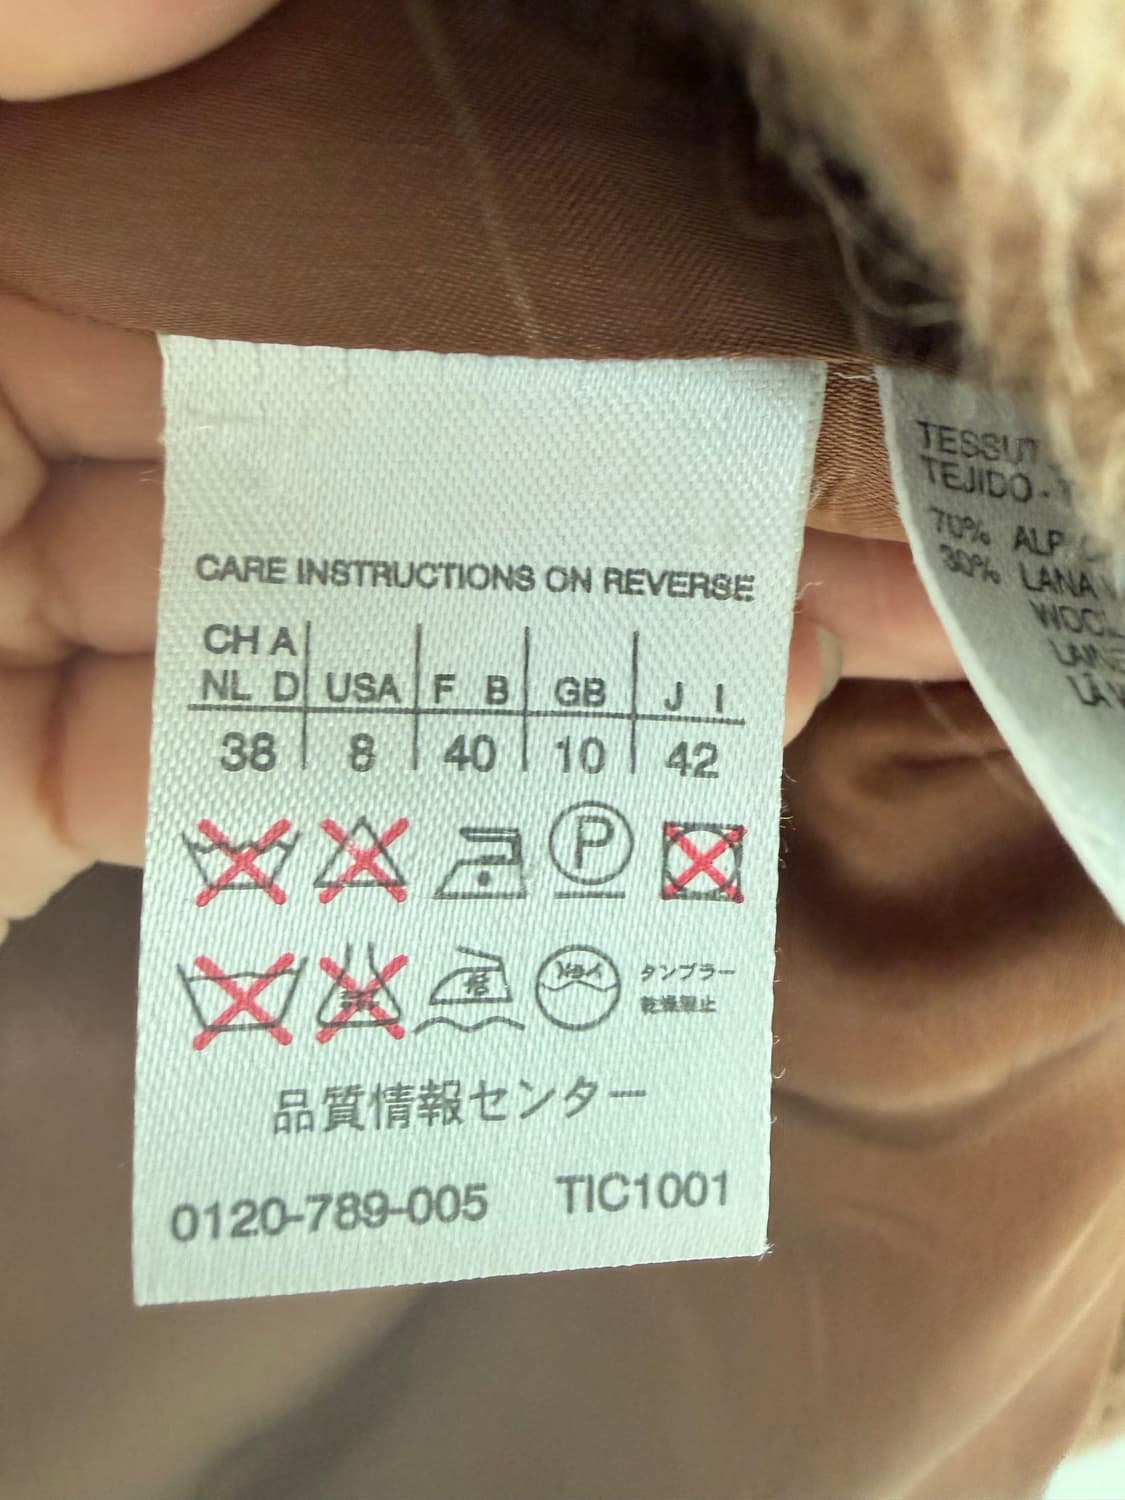 CARE INSTRUCTIONS ON REVERSE
CH A
NL D USA F B GB J I
38 8 40 10 42
P
タンブラー
乾燥禁止
品質情報センター
0120-789-005 TIC1001
TEJIDO -
70%
30% LANA